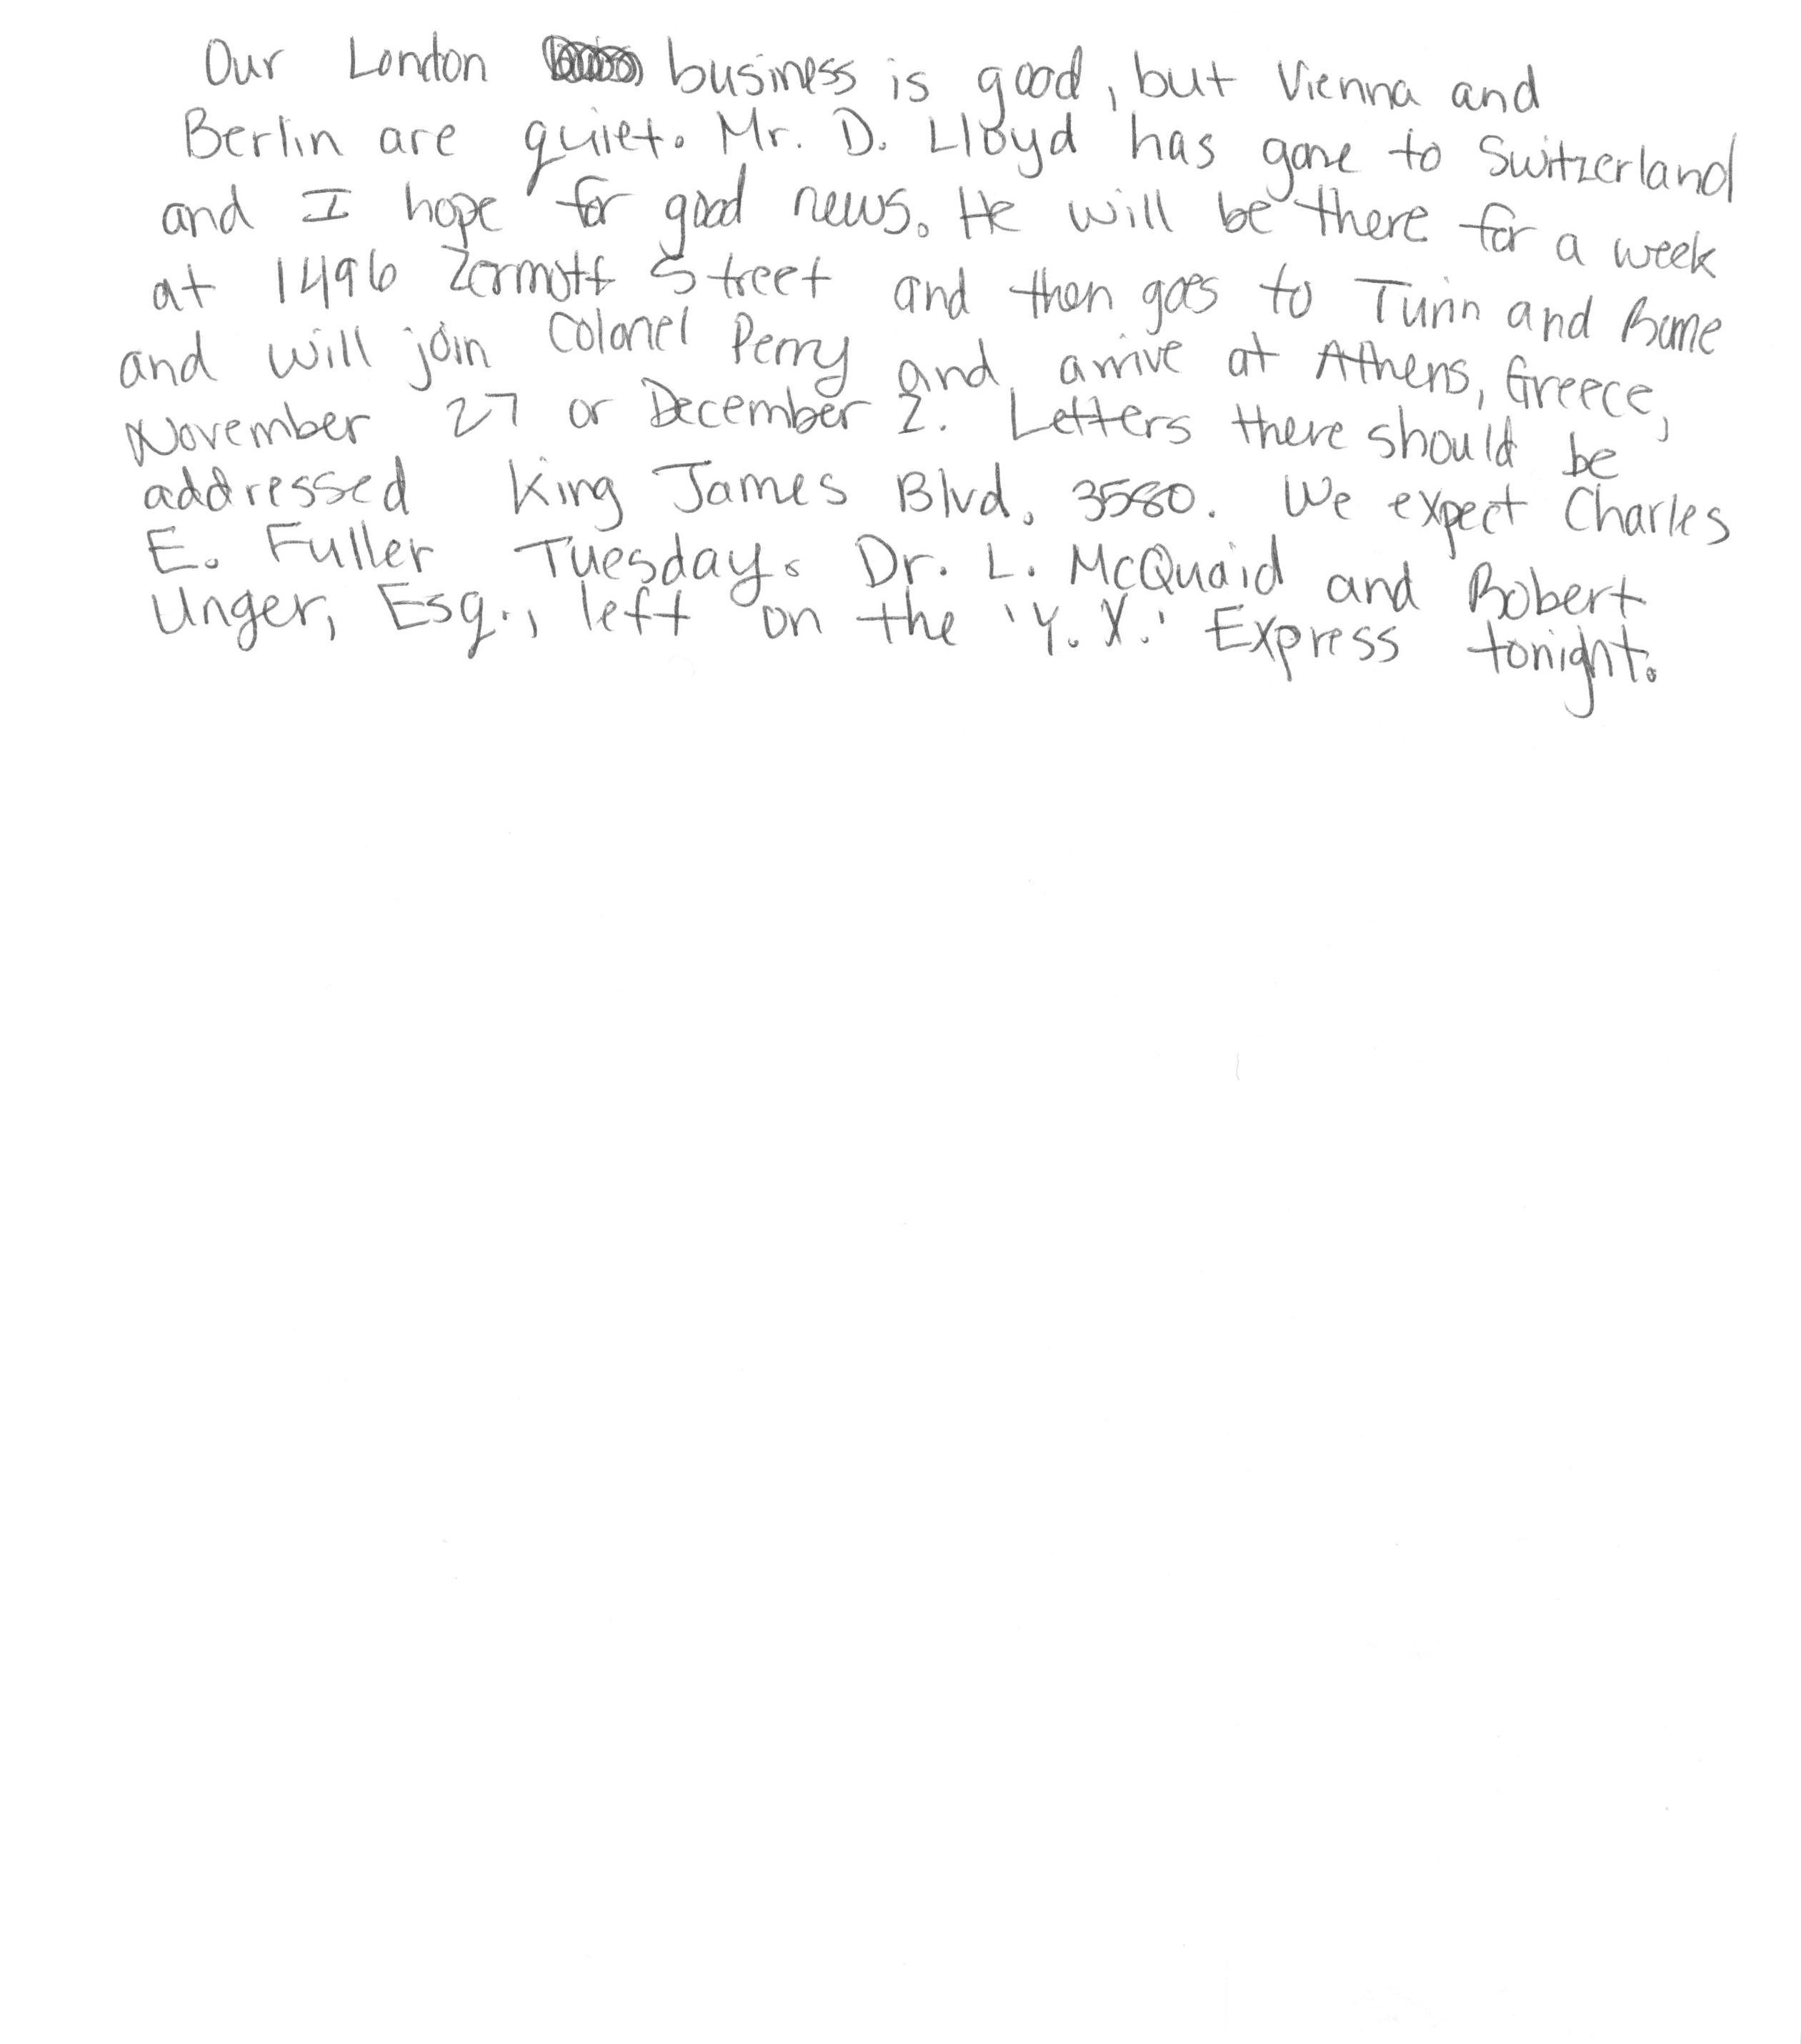 Our London business is good, but Vienna and
Berlin are quiet. Mr. D. Lloyd has gone to Switzerland
and I hope for good news. He will be there for a week
at 1496 Zermott Street and then goes to Turin and Rome
and will join Colonel Perry and arrive at Athens, Greece,
November 27 or December 2. Letters there should be
addressed King James Blvd. 3580. We expect Charles
E. Fuller Tuesday. Dr. L. McQuaid and Robert
Unger, Esq., left on the 'Y. X.' Express tonight.